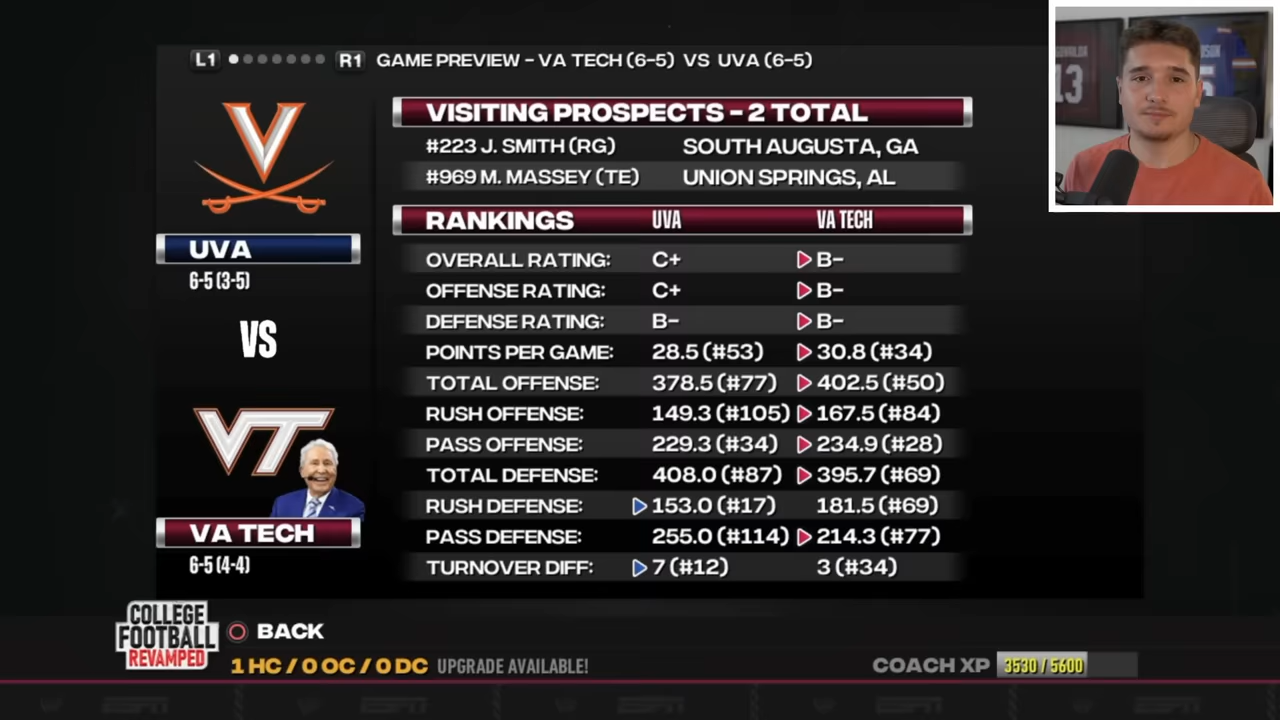 L1 R1 GAME PREVIEW - VA TECH (6-5) VS UVA (6-5)
V
UVA
6-5 (3-5)
VS
VT
VA TECH
6-5 (4-4)
VISITING PROSPECTS - 2 TOTAL
#223 J. SMITH (RG) SOUTH AUGUSTA, GA
#969 M. MASSEY (TE) UNION SPRINGS, AL
RANKINGS UVA VA TECH
OVERALL RATING: C+ B-
OFFENSE RATING: C+ B-
DEFENSE RATING: B- B-
POINTS PER GAME: 28.5 (#53) 30.8 (#34)
TOTAL OFFENSE: 378.5 (#77) 402.5 (#50)
RUSH OFFENSE: 149.3 (#105) 167.5 (#84)
PASS OFFENSE: 229.3 (#34) 234.9 (#28)
TOTAL DEFENSE: 408.0 (#87) 395.7 (#69)
RUSH DEFENSE: 153.0 (#17) 181.5 (#69)
PASS DEFENSE: 255.0 (#114) 214.3 (#77)
TURNOVER DIFF: 7 (#12) 3 (#34)
13
COLLEGE
FOOTBALL
REVAMPED
BACK
1 HC / 0 OC / 0 DC UPGRADE AVAILABLE!
COACH XP 3530 / 5600